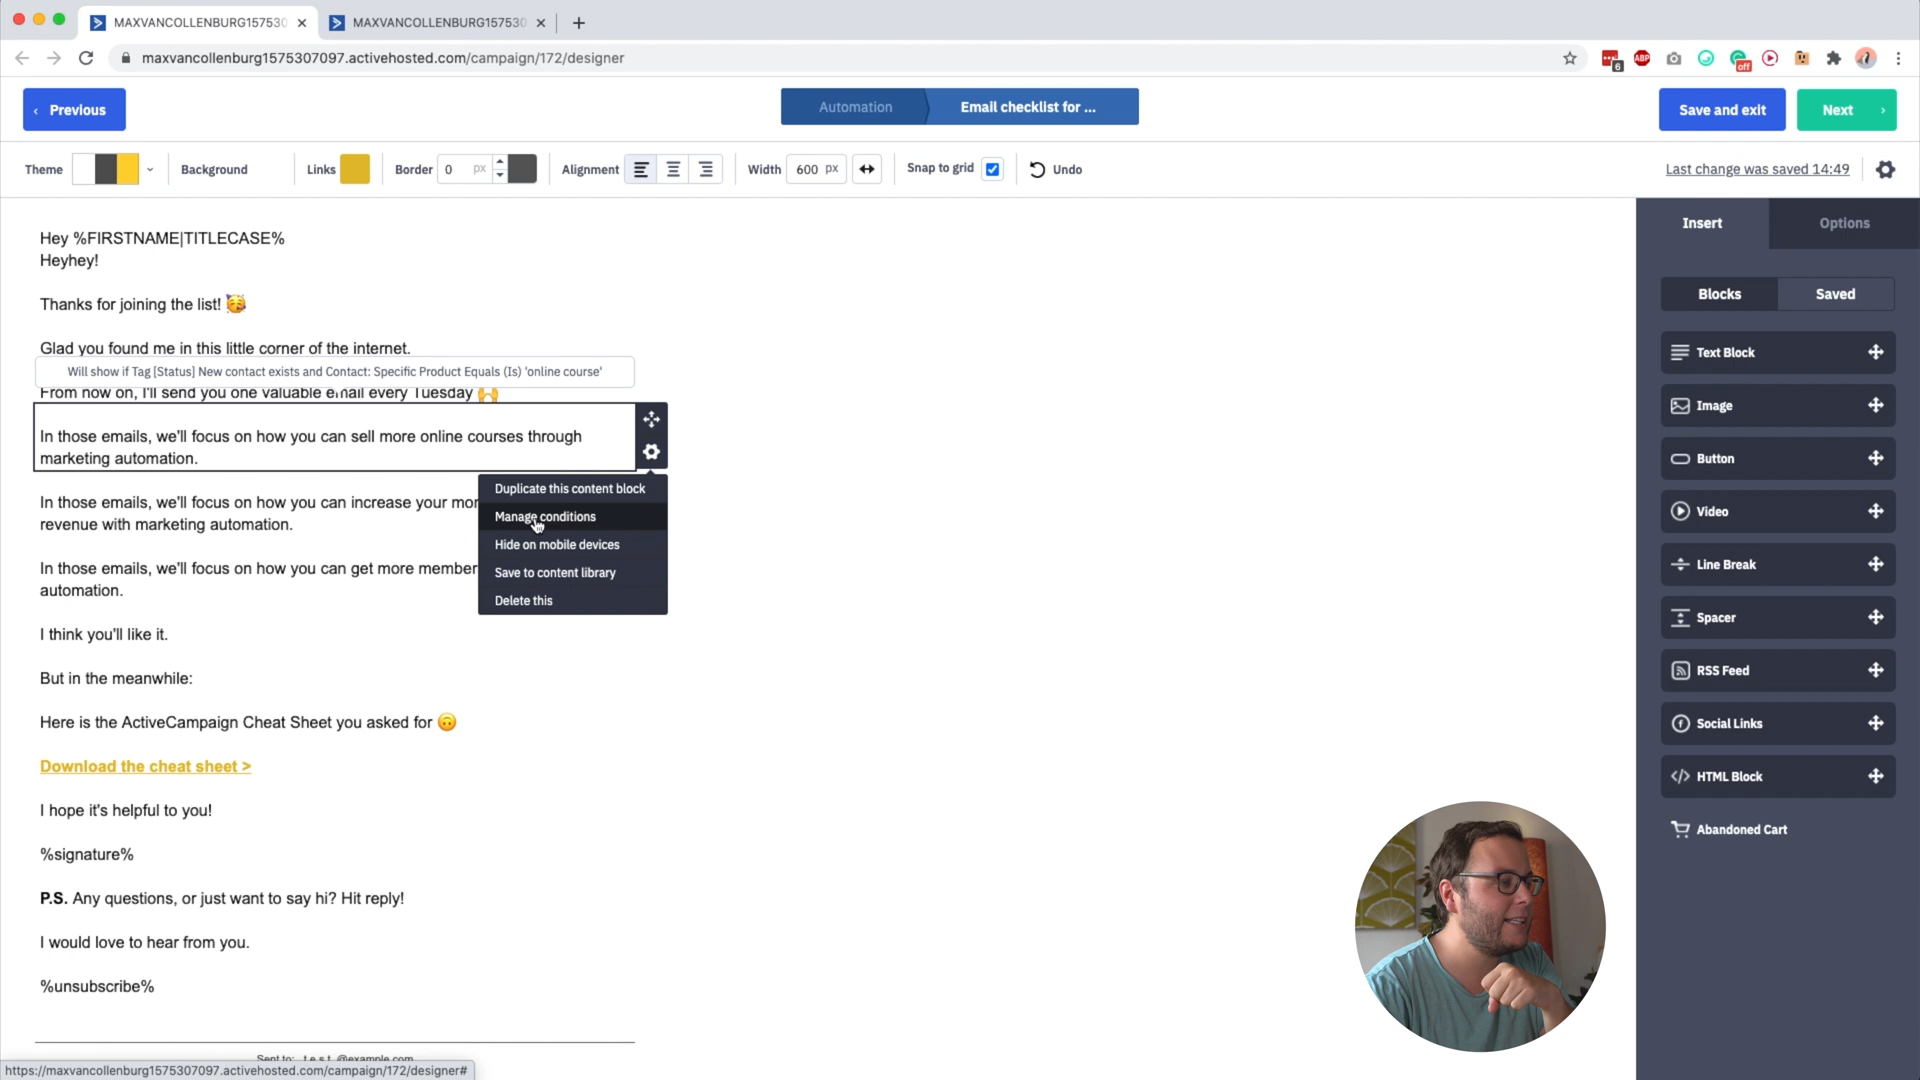 MAXVANCOLLENBURG157530
MAXVANCOLLENBURG157530
maxvancollenburg1575307097.activehosted.com/campaign/172/designer
6
ABP
off
Previous
Automation
Email checklist for ...
Save and exit
Next
Theme
Background
Links
Border
0 px
Alignment
Width
600 px
Snap to grid
Undo
Last change was saved 14:49
Hey %FIRSTNAME|TITLECASE%
Heyhey!
Thanks for joining the list!
Glad you found me in this little corner of the internet.
Will show if Tag [Status] New contact exists and Contact: Specific Product Equals (Is) 'online course'
From now on, I'll send you one valuable email every Tuesday
In those emails, we'll focus on how you can sell more online courses through
marketing automation.
In those emails, we'll focus on how you can increase your
revenue with marketing automation.
In those emails, we'll focus on how you can get more member
automation.
I think you'll like it.
But in the meanwhile:
Here is the ActiveCampaign Cheat Sheet you asked for
Download the cheat sheet >
I hope it's helpful to you!
%signature%
P.S. Any questions, or just want to say hi? Hit reply!
I would love to hear from you.
%unsubscribe%
Sent to: _t.e.s.t_@example.com
https://maxvancollenburg1575307097.activehosted.com/campaign/172/designer#
Duplicate this content block
Manage conditions
Hide on mobile devices
Save to content library
Delete this
Insert
Options
Blocks
Saved
Text Block
Image
Button
Video
Line Break
Spacer
RSS Feed
Social Links
HTML Block
Abandoned Cart